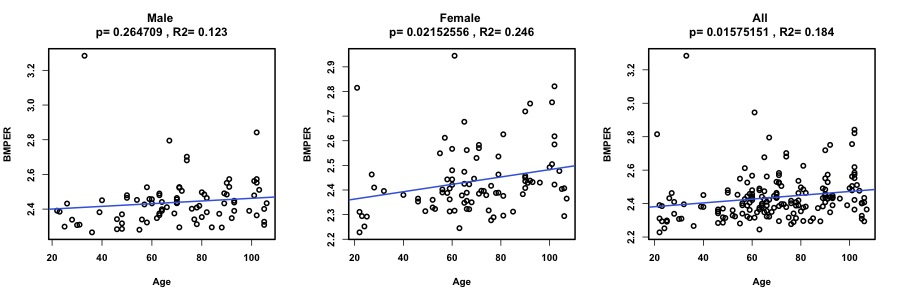 Male
p= 0.264709 , R2= 0.123
BMPER
3.2
3.0
2.8
2.6
2.4
20 40 60 80 100
Age
Female
p= 0.02152556 , R2= 0.246
BMPER
2.9
2.8
2.7
2.6
2.5
2.4
2.3
2.2
20 40 60 80 100
Age
All
p= 0.01575151 , R2= 0.184
BMPER
3.2
3.0
2.8
2.6
2.4
2.2
20 40 60 80 100
Age